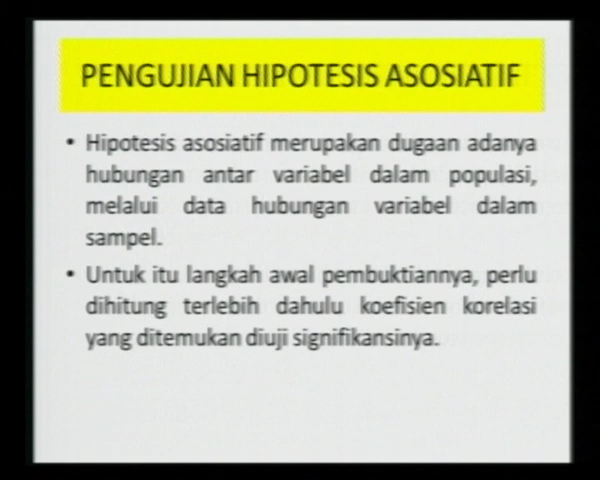 PENGUJIAN HIPOTESIS ASOSIATIF
• Hipotesis asosiatif merupakan dugaan adanya
hubungan antar variabel dalam populasi,
melalui data hubungan variabel dalam
sampel.
• Untuk itu langkah awal pembuktiannya, perlu
dihitung terlebih dahulu koefisien korelasi
yang ditemukan diuji signifikansinya.